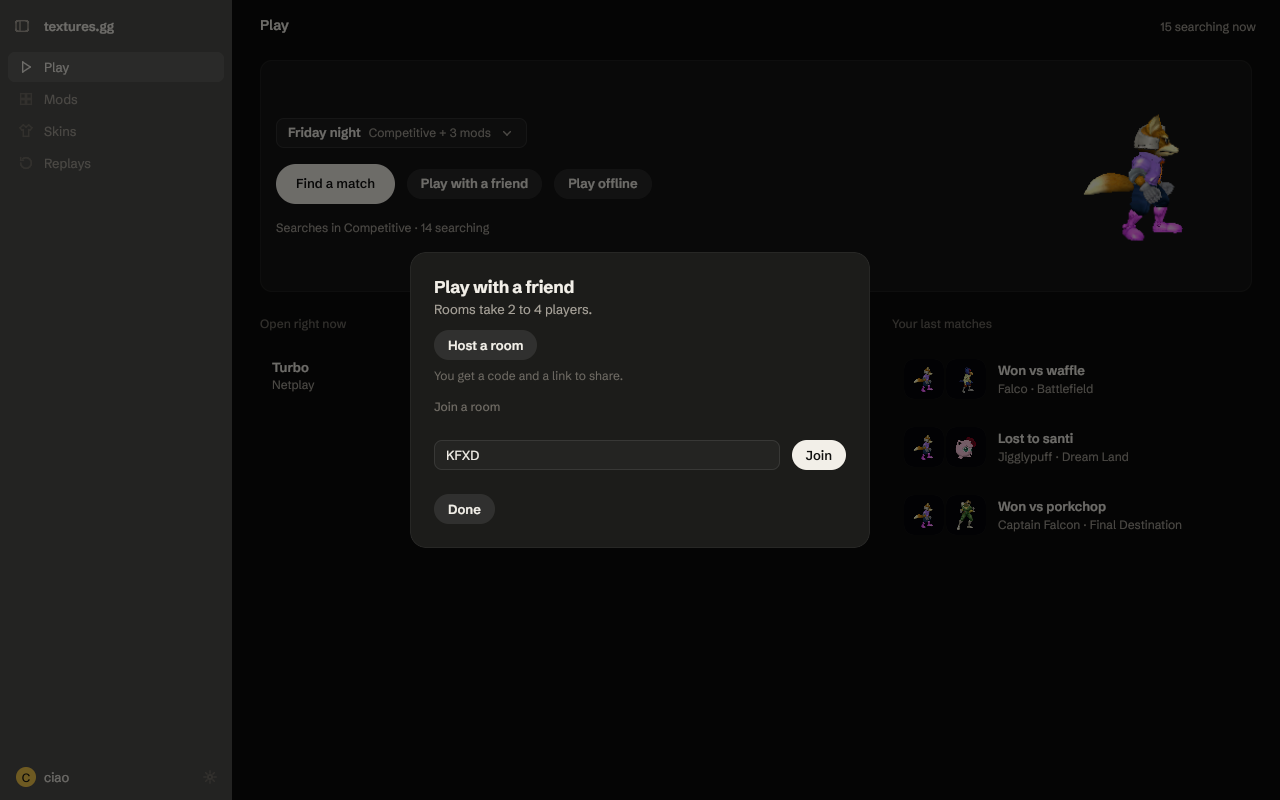 textures.gg
Play
Mods
Skins
Replays
ciao
C
Play
15 searching now
Friday night Competitive + 3 mods
Find a match
Play with a friend
Play offline
Searches in Competitive · 14 searching
Open right now
Turbo
Netplay
Play with a friend
Rooms take 2 to 4 players.
Host a room
You get a code and a link to share.
Join a room
KFXD
Join
Done
Your last matches
Won vs waffle
Falco · Battlefield
Lost to santi
Jigglypuff · Dream Land
Won vs porkchop
Captain Falcon · Final Destination